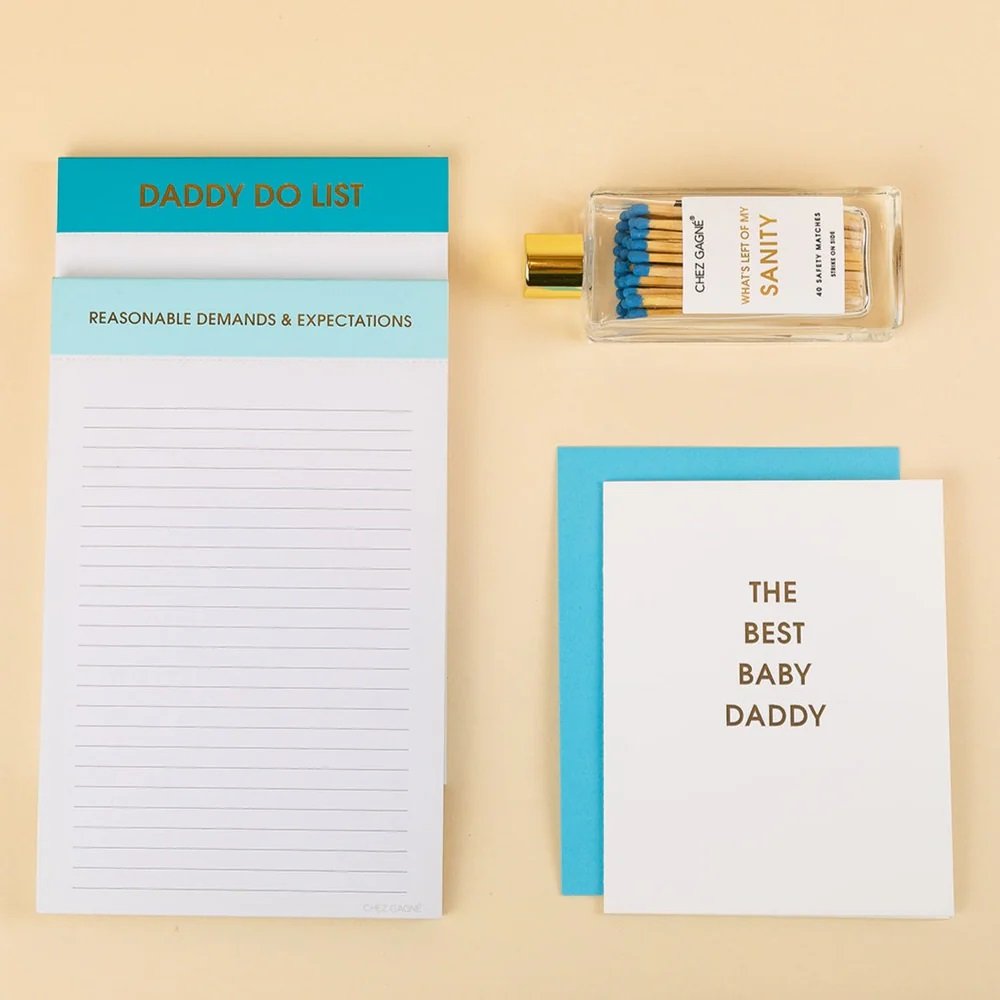 DADDY DO LIST
REASONABLE DEMANDS & EXPECTATIONS
CHEZ GAGNÉ
CHEZ GAGNÉ®
WHAT'S LEFT OF MY
SANITY
40 SAFETY MATCHES
STRIKE ON SIDE
THE
BEST
BABY
DADDY